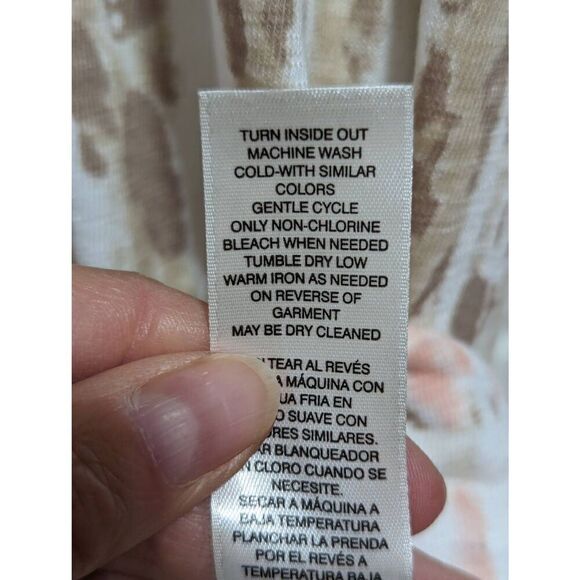 TURN INSIDE OUT
MACHINE WASH
COLD-WITH SIMILAR
COLORS
GENTLE CYCLE
ONLY NON-CHLORINE
BLEACH WHEN NEEDED
TUMBLE DRY LOW
WARM IRON AS NEEDED
ON REVERSE OF
GARMENT
MAY BE DRY CLEANED
TEAR AL REVÉS
MÁQUINA CON
FRIA EN
SUAVE CON
SIMILARES.
BLANQUEADOR
CLORO CUANDO SE
NECESITE.
SECAR A MÁQUINA A
BAJA TEMPERATURA
PLANCHAR LA PRENDA
POR EL REVÉS A
TEMPERATURA BAJA